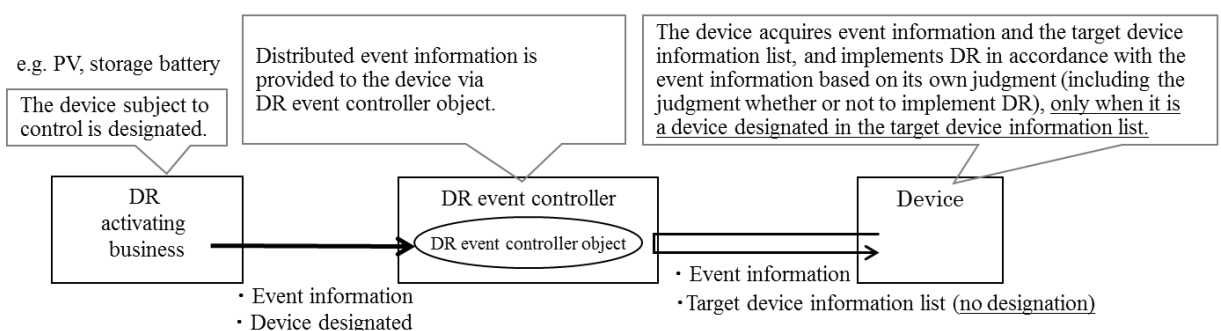 e.g. PV, storage battery
The device subject to
control is designated.
Distributed event information is
provided to the device via
DR event controller object.
The device acquires event information and the target device
information list, and implements DR in accordance with the
event information based on its own judgment (including the
judgment whether or not to implement DR), only when it is
a device designated in the target device information list.
DR
activating
business
DR event controller
DR event controller object
Device
・Event information
・Device designated
・Event information
・Target device information list (no designation)